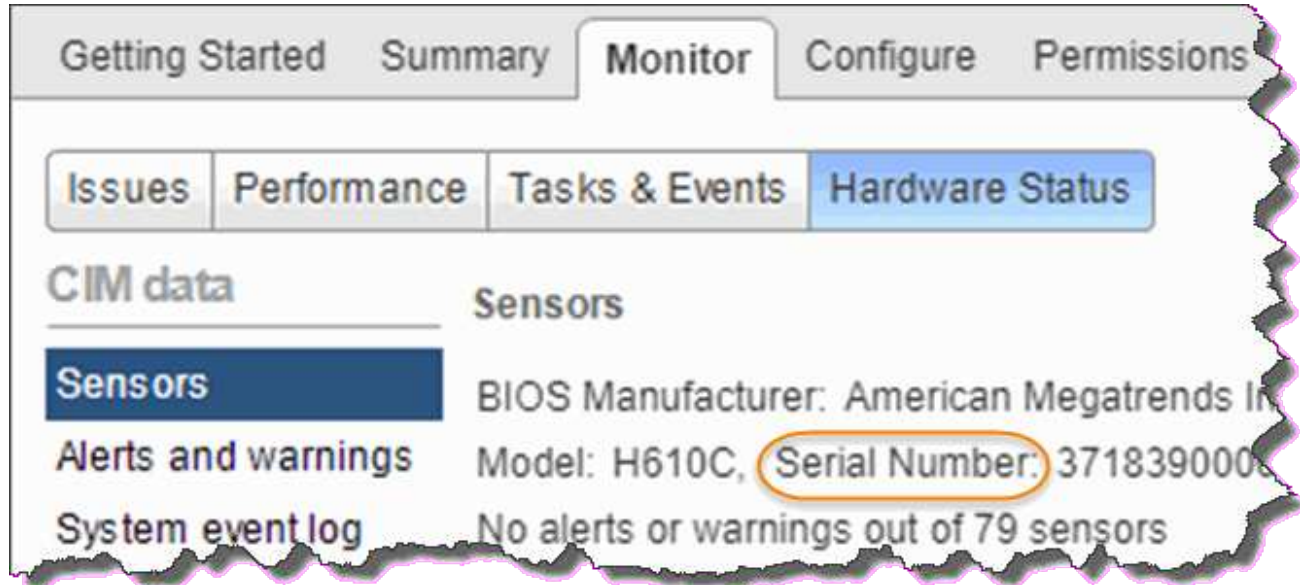 Getting Started Summary Monitor Configure Permissions
Issues Performance Tasks & Events Hardware Status
CIM data
Sensors
Sensors
BIOS Manufacturer: American Megatrends
Alerts and warnings
Model: H610C, Serial Number: 371839000
System event log
No alerts or warnings out of 79 sensors